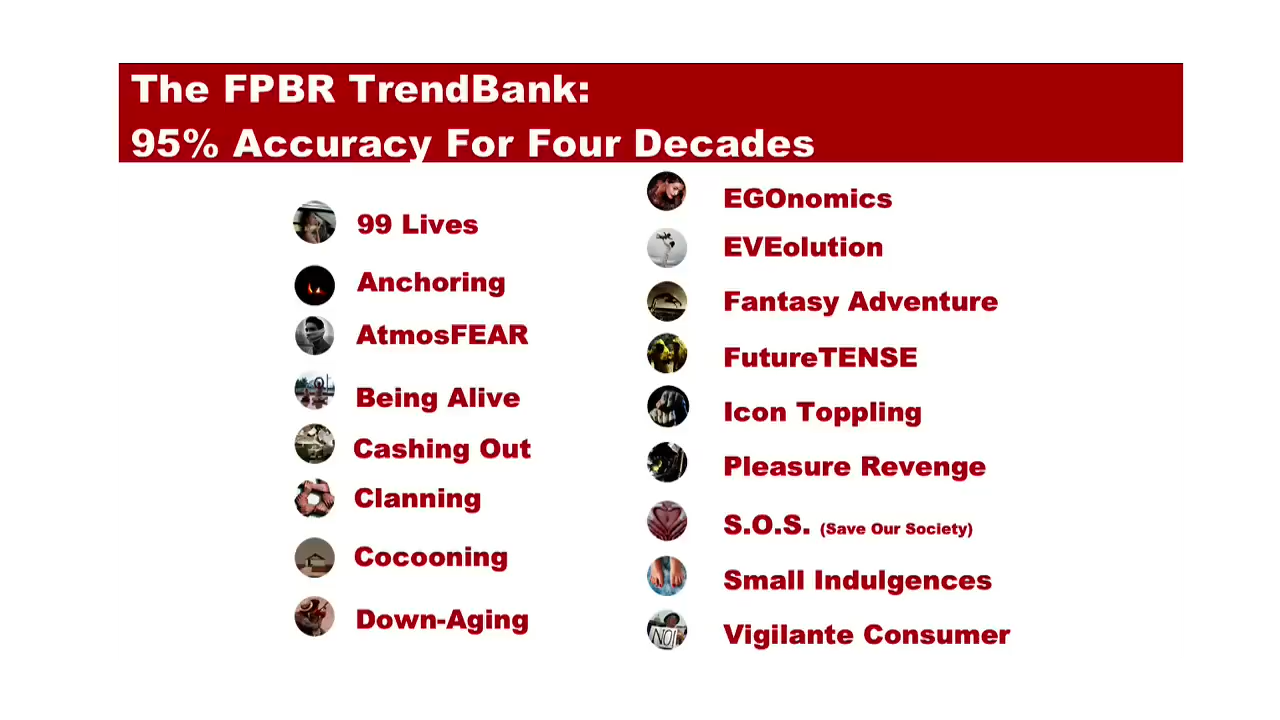 The FPBR TrendBank:
95% Accuracy For Four Decades
99 Lives
Anchoring
AtmosFEAR
Being Alive
Cashing Out
Clanning
Cocooning
Down-Aging
EGOnomics
EVEolution
Fantasy Adventure
FutureTENSE
Icon Toppling
Pleasure Revenge
S.O.S. (Save Our Society)
Small Indulgences
Vigilante Consumer
NO!